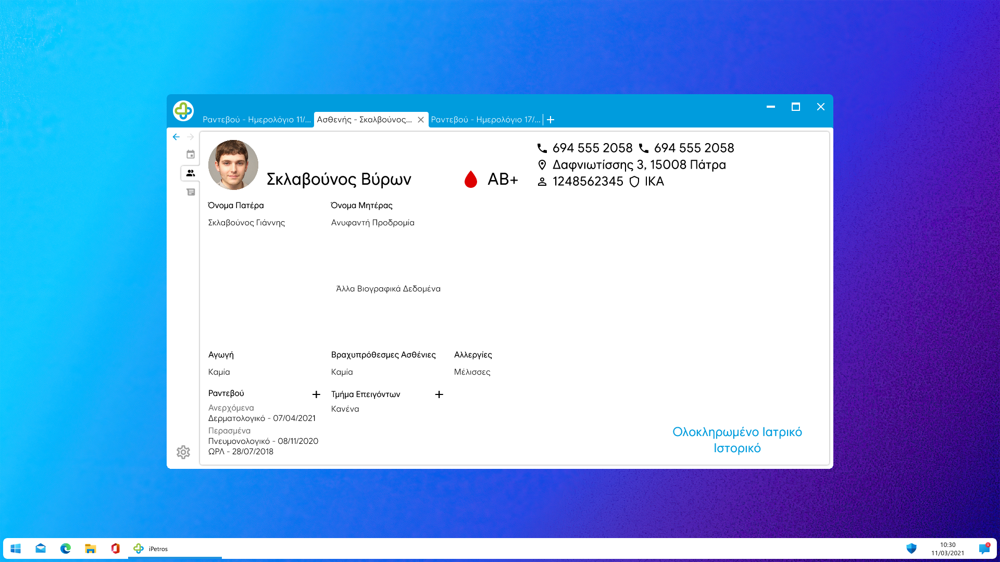 Ραντεβού - Ημερολόγιο 11/...
Ασθενής - Σκαλβούνος...
Ραντεβού - Ημερολόγιο 17/...
694 555 2058 694 555 2058
Δαφνιωτίσσης 3, 15008 Πάτρα
Σκλαβούνος Βύρων
AB+
1248562345 ΙΚΑ
Όνομα Πατέρα
Όνομα Μητέρας
Σκλαβούνος Γιάννης
Ανυφαντή Προδρομία
Άλλα Βιογραφικά Δεδομένα
Αγωγή
Βραχυπρόθεσμες Ασθένιες
Αλλεργίες
Καμία
Καμία
Μέλισσες
Ραντεβού
Τμήμα Επειγόντων
Ανερχόμενα
Κανένα
Δερματολογικό - 07/04/2021
Περασμένα
Πνευμονολογικό - 08/11/2020
ΩΡΛ - 28/07/2018
Ολοκληρωμένο Ιατρικό
Ιστορικό
iPetros
10:30
11/03/2021
1